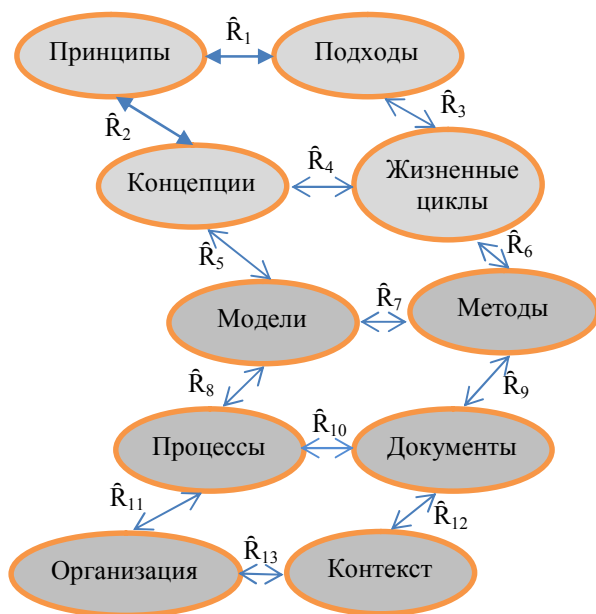 R̂1
Принципы
Подходы
R̂2
R̂3
R̂4
Концепции
Жизненные
циклы
R̂5
R̂6
R̂7
Модели
Методы
R̂8
R̂9
R̂10
Процессы
Документы
R̂11
R̂12
R̂13
Организация
Контекст